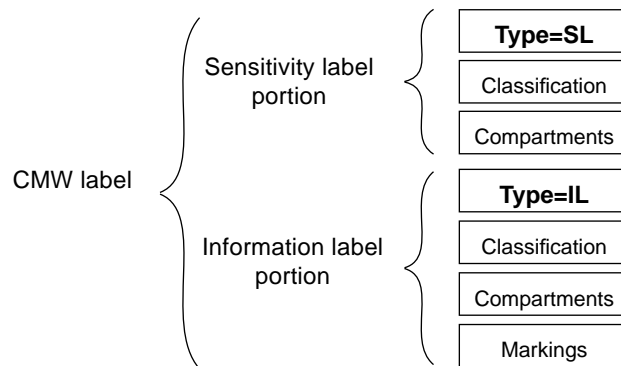 CMW label
Sensitivity label
portion
Type=SL
Classification
Compartments
Information label
portion
Type=IL
Classification
Compartments
Markings